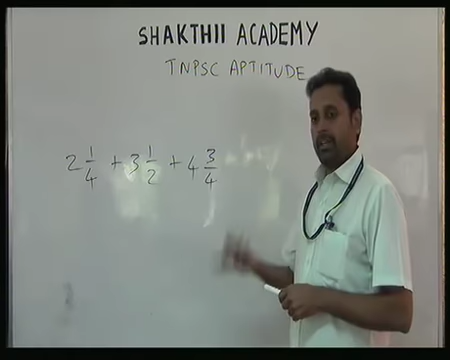 SHAKTHII ACADEMY
TNPSC APTITUDE
2 1/4 + 3 1/2 + 4 3/4